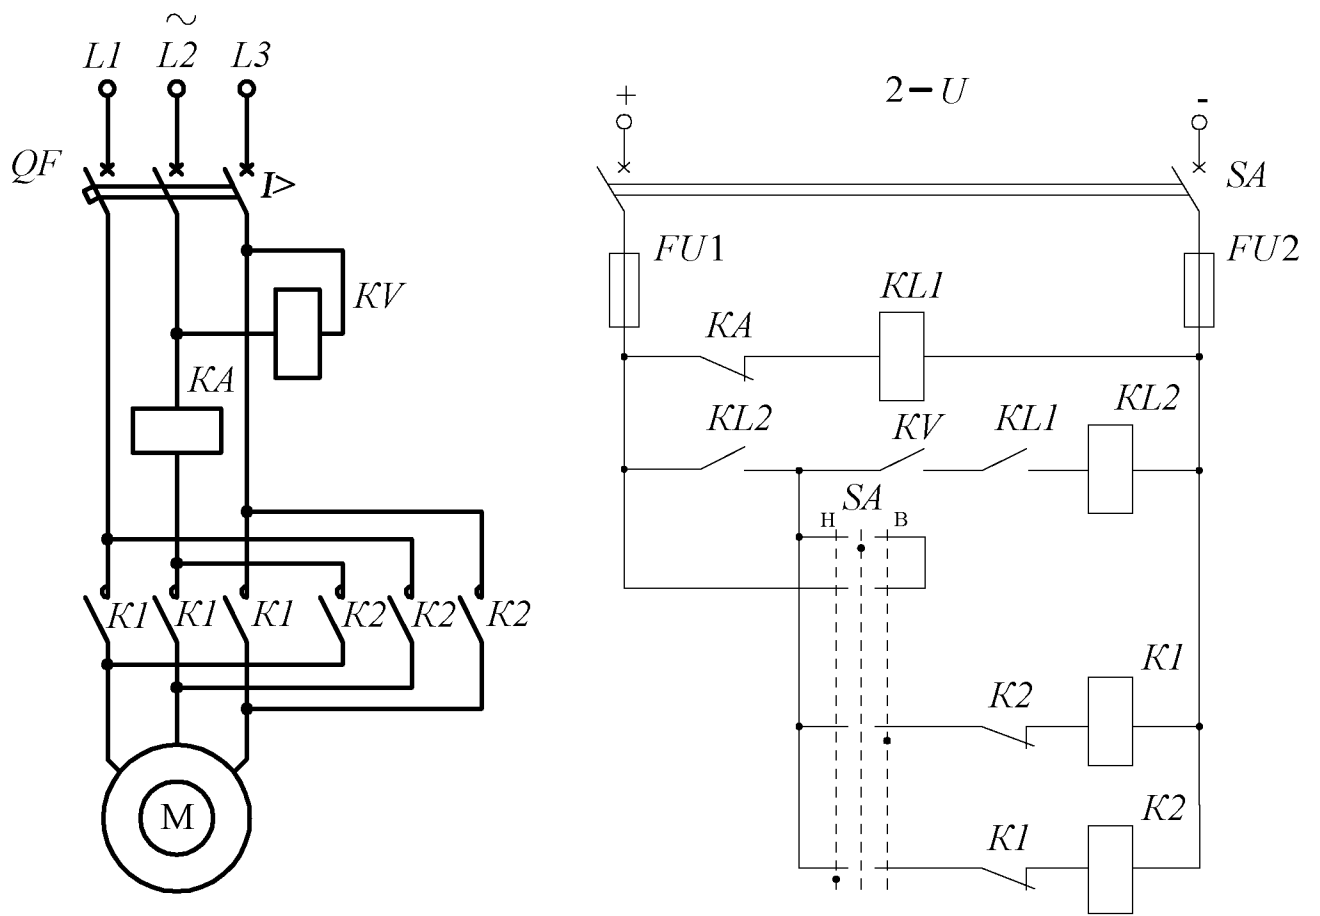 ~
L1 L2 L3
QF
I>
KV
KA
K1 K1 K1 K2 K2 K2
M
2–U
+ -
SA
FU1 FU2
KA KL1
KL2 KV KL1 KL2
SA
Н В
K2 K1
K1 K2